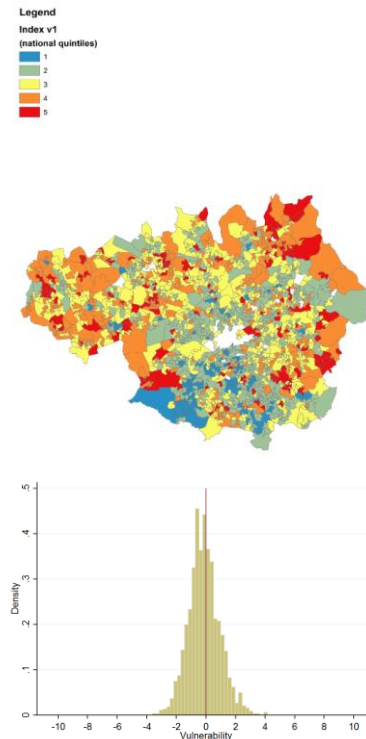 Legend
Index v1
(national quintiles)
1
2
3
4
5
.5
.4
.3
.2
.1
0
Density
-10 -8 -6 -4 -2 0 2 4 6 8 10
Vulnerability